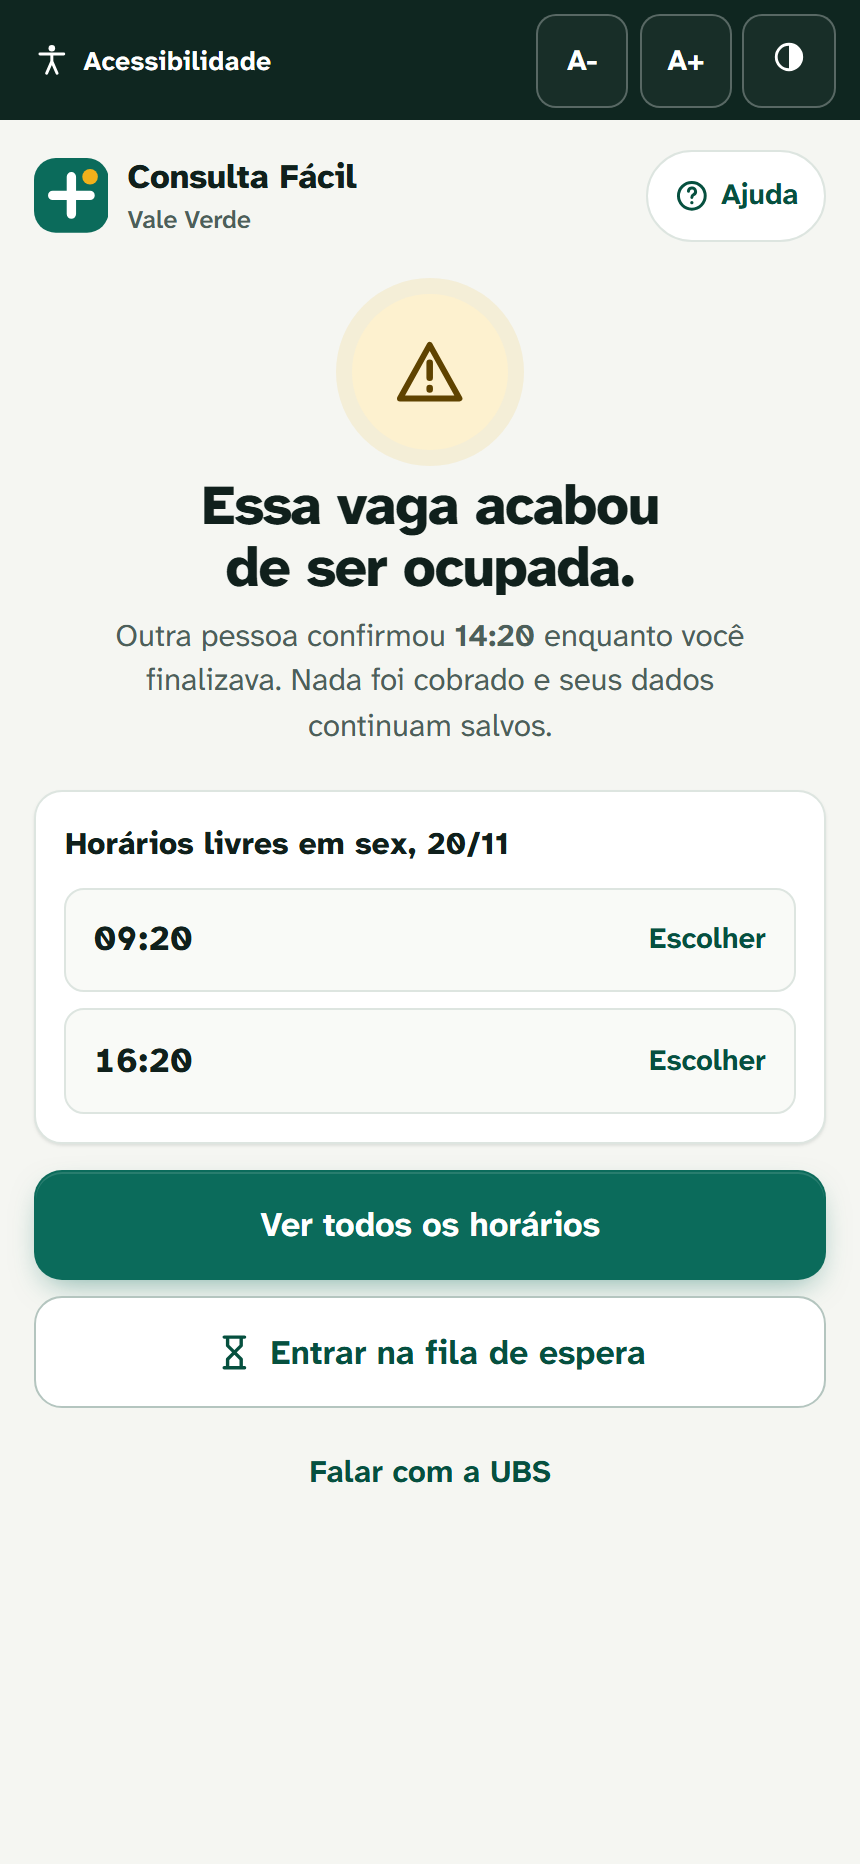 Acessibilidade
A-
A+
Consulta Fácil
Vale Verde
Ajuda
Essa vaga acabou
de ser ocupada.
Outra pessoa confirmou 14:20 enquanto você
finalizava. Nada foi cobrado e seus dados
continuam salvos.
Horários livres em sex, 20/11
09:20
Escolher
16:20
Escolher
Ver todos os horários
Entrar na fila de espera
Falar com a UBS